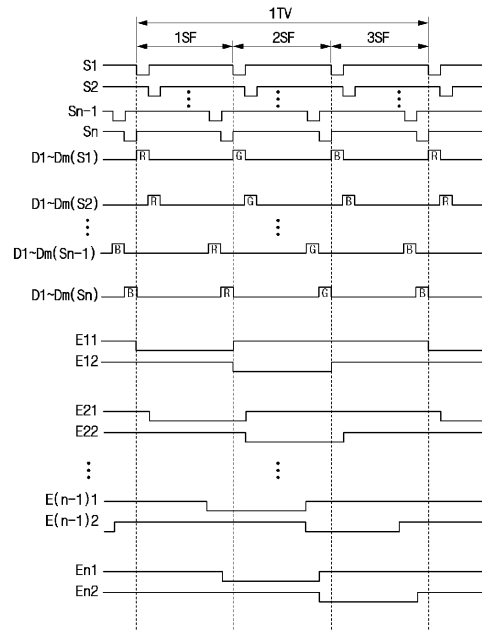 1TV
1SF 2SF 3SF
S1
S2
Sn-1
Sn
D1~Dm(S1) R G B R
D1~Dm(S2) R G B R
D1~Dm(Sn-1) B R G B
D1~Dm(Sn) B R G B
E11
E12
E21
E22
E(n-1)1
E(n-1)2
En1
En2